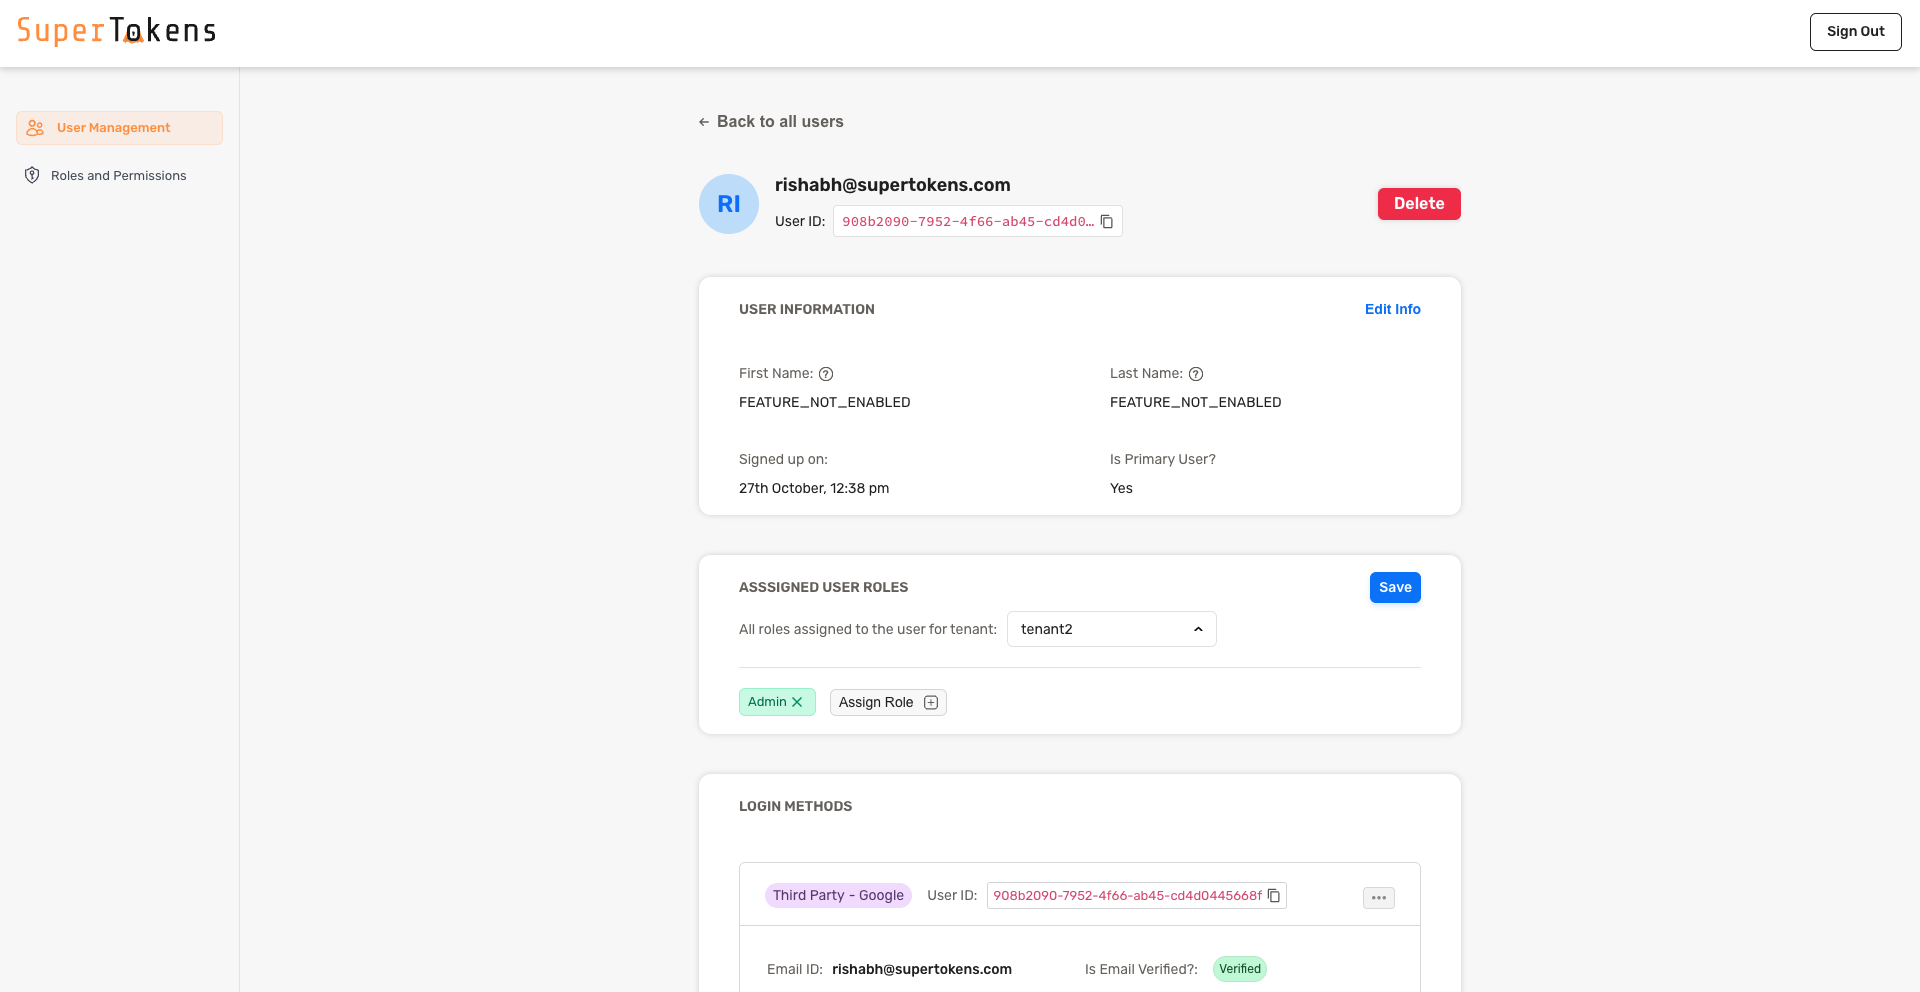 SuperTokens
Sign Out
User Management
Roles and Permissions
← Back to all users
RI
rishabh@supertokens.com
User ID: 908b2090-7952-4f66-ab45-cd4d0…
Delete
USER INFORMATION
Edit Info
First Name:
FEATURE_NOT_ENABLED
Last Name:
FEATURE_NOT_ENABLED
Signed up on:
27th October, 12:38 pm
Is Primary User?
Yes
ASSSIGNED USER ROLES
Save
All roles assigned to the user for tenant: tenant2
Admin
Assign Role
LOGIN METHODS
Third Party - Google User ID: 908b2090-7952-4f66-ab45-cd4d0445668f
Email ID: rishabh@supertokens.com Is Email Verified?: Verified